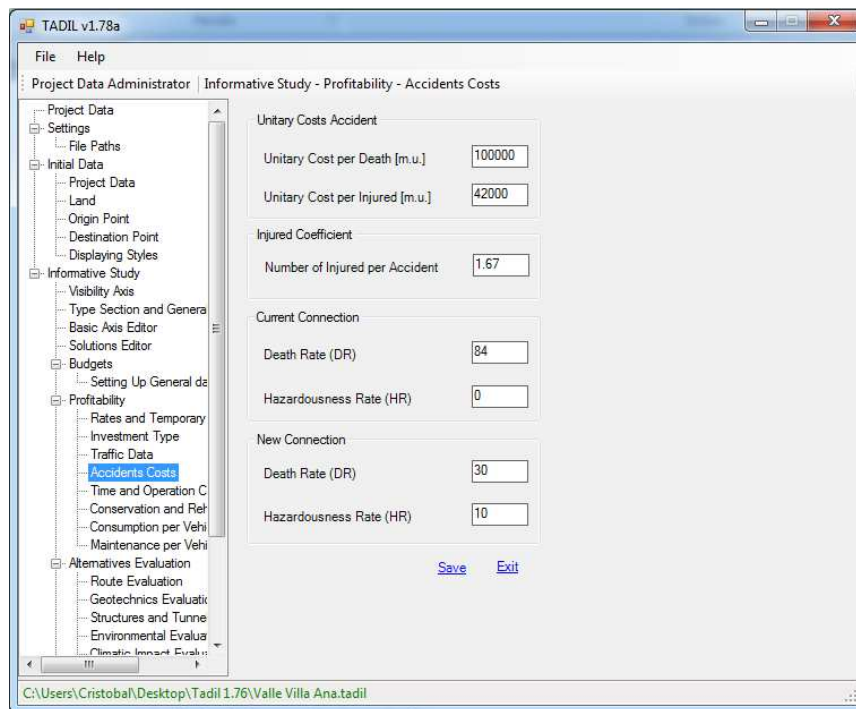 TADIL v1.78a
File Help
Project Data Administrator Informative Study - Profitability - Accidents Costs
Project Data
Settings
File Paths
Initial Data
Project Data
Land
Origin Point
Destination Point
Displaying Styles
Informative Study
Visibility Axis
Type Section and Genera
Basic Axis Editor
Solutions Editor
Budgets
Setting Up General da
Profitability
Rates and Temporary
Investment Type
Traffic Data
Accidents Costs
Time and Operation C
Conservation and Reh
Consumption per Vehi
Maintenance per Vehi
Alternatives Evaluation
Route Evaluation
Geotechnics Evaluatio
Structures and Tunne
Environmental Evalua
Climatic Impact Evalu
Unitary Costs Accident
Unitary Cost per Death [m.u.] 100000
Unitary Cost per Injured [m.u.] 42000
Injured Coefficient
Number of Injured per Accident 1.67
Current Connection
Death Rate (DR) 84
Hazardousness Rate (HR) 0
New Connection
Death Rate (DR) 30
Hazardousness Rate (HR) 10
Save Exit
C:\Users\Cristobal\Desktop\Tadil 1.76\Valle Villa Ana.tadil